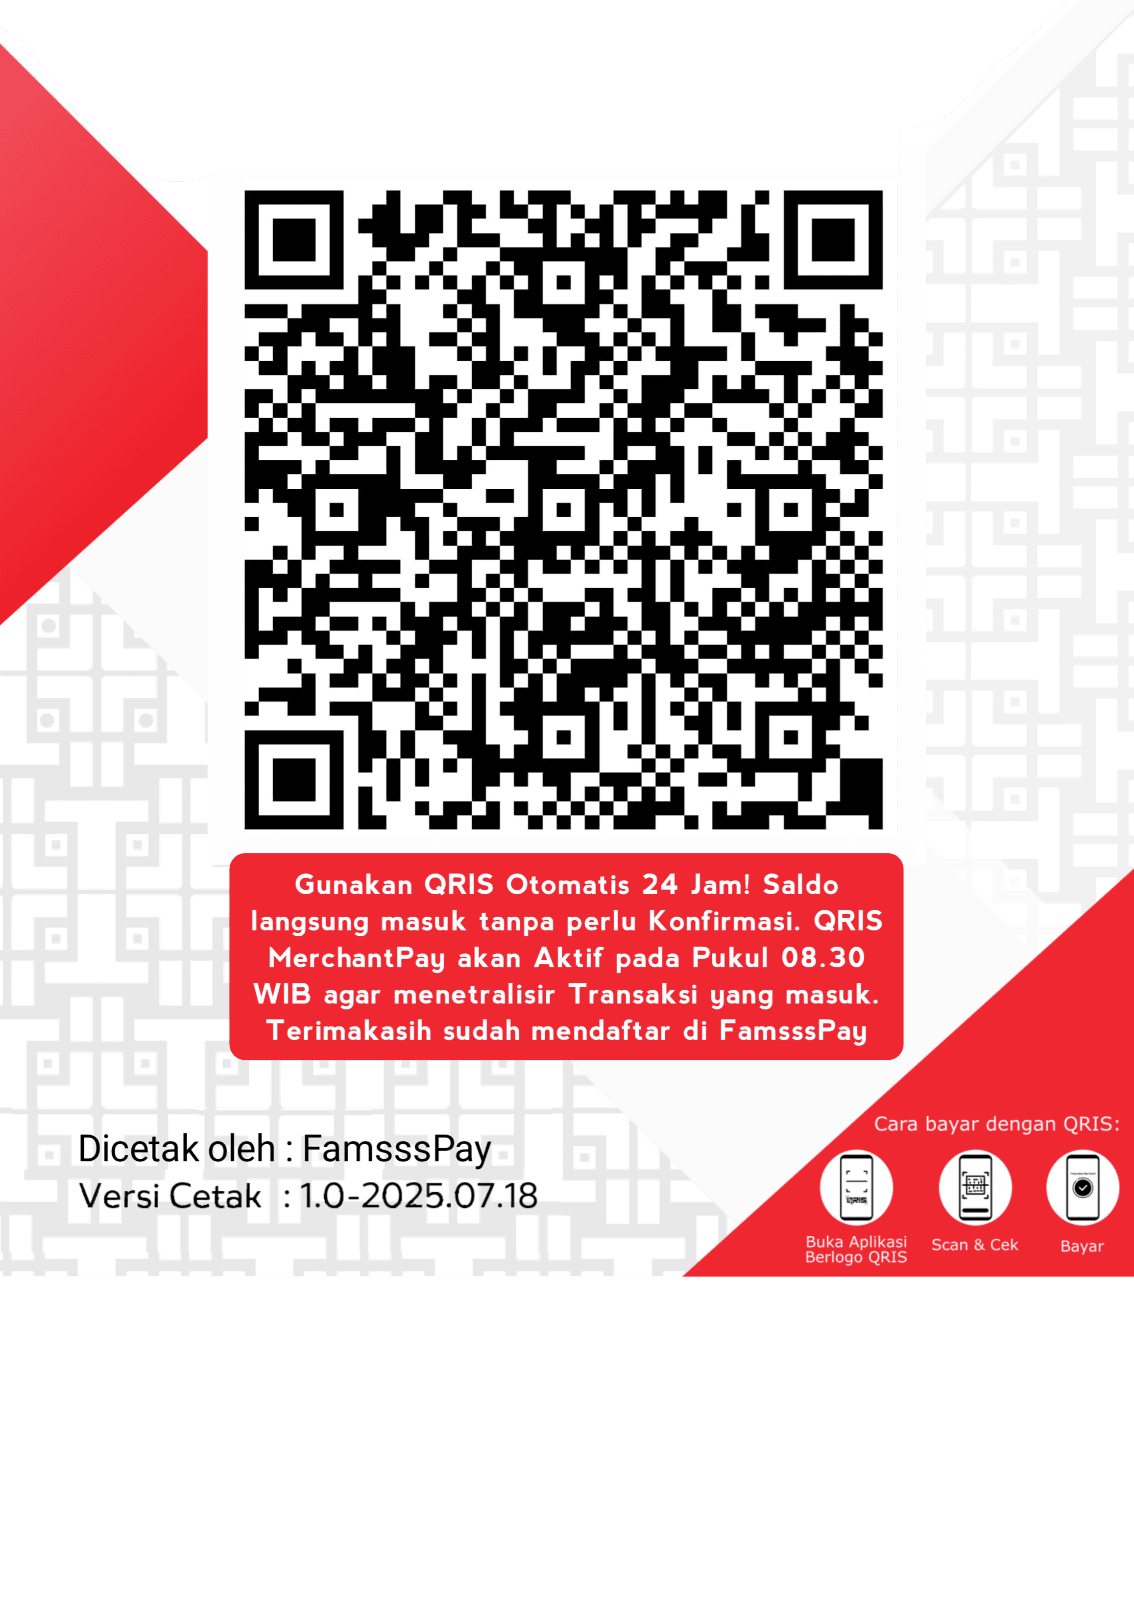 Gunakan QRIS Otomatis 24 Jam! Saldo
langsung masuk tanpa perlu Konfirmasi. QRIS
MerchantPay akan Aktif pada Pukul 08.30
WIB agar menetralisir Transaksi yang masuk.
Terimakasih sudah mendaftar di FamsssPay
Dicetak oleh : FamsssPay
Versi Cetak : 1.0-2025.07.18
Cara bayar dengan QRIS:
QRIS
Buka Aplikasi
Berlogo QRIS
Scan & Cek
Bayar